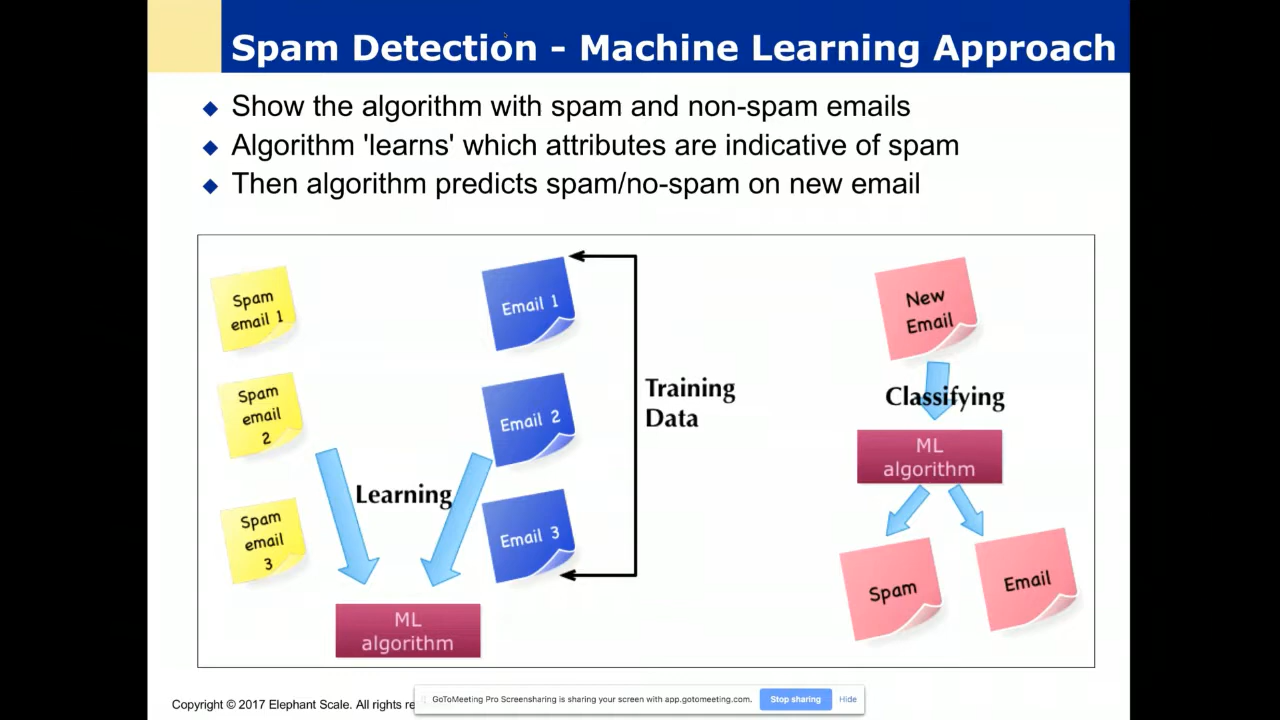 Spam Detection - Machine Learning Approach
Show the algorithm with spam and non-spam emails
Algorithm 'learns' which attributes are indicative of spam
Then algorithm predicts spam/no-spam on new email
Spam
email 1
Spam
email
2
Spam
email
3
Learning
ML
algorithm
Email 1
Email 2
Email 3
Training
Data
New
Email
Classifying
ML
algorithm
Spam
Email
Copyright © 2017 Elephant Scale. All rights
GoToMeeting Pro Screensharing is sharing your screen with app.gotomeeting.com.
Stop sharing
Hide